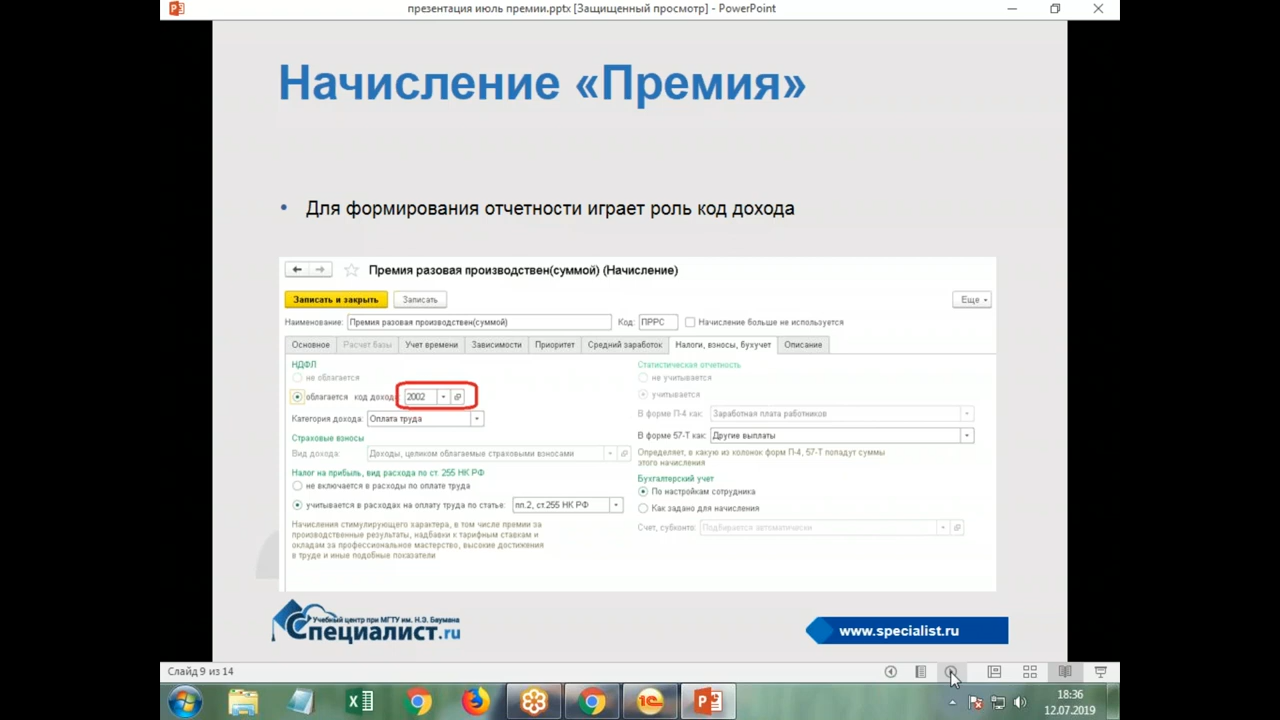 презентация июль премии.pptx [Защищенный просмотр] - PowerPoint
Начисление «Премия»
• Для формирования отчетности играет роль код дохода
Премия разовая производствен(суммой) (Начисление)
Записать и закрыть Записать Еще
Наименование: Премия разовая производствен(суммой) Код: ПРРС Начисление больше не используется
Основное Расчет базы Учет времени Зависимости Приоритет Средний заработок Налоги, взносы, бухучет Описание
НДФЛ
не облагается
облагается код дохода: 2002
Категория дохода: Оплата труда
Страховые взносы
Вид дохода: Доходы, целиком облагаемые страховыми взносами
Налог на прибыль, вид расхода по ст. 255 НК РФ
не включается в расходы по оплате труда
учитывается в расходах на оплату труда по статье: пп.2, ст.255 НК РФ
Начисления стимулирующего характера, в том числе премии за
производственные результаты, надбавки к тарифным ставкам и
окладам за профессиональное мастерство, высокие достижения
в труде и иные подобные показатели
Статистическая отчетность
не учитывается
учитывается
В форме П-4 как: Заработная плата работников
В форме 57-Т как: Другие выплаты
Определяет, в какую из колонок форм П-4, 57-Т попадут суммы
этого начисления
Бухгалтерский учет
По настройкам сотрудника
Как задано для начисления
Счет, субконто: Подбирается автоматически
Учебный центр при МГТУ им. Н.Э. Баумана
Специалист.ru
www.specialist.ru
Слайд 9 из 14
18:36
12.07.2019